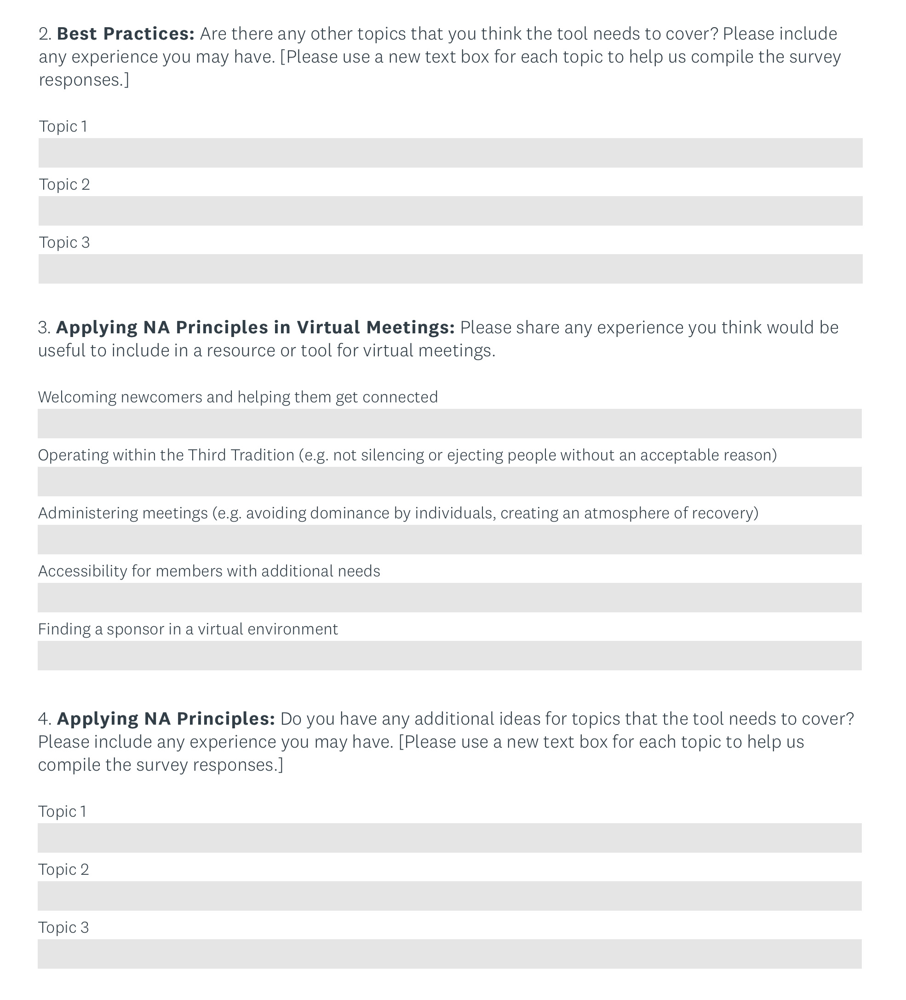 2. Best Practices: Are there any other topics that you think the tool needs to cover? Please include
any experience you may have. [Please use a new text box for each topic to help us compile the survey
responses.]
Topic 1
Topic 2
Topic 3
3. Applying NA Principles in Virtual Meetings: Please share any experience you think would be
useful to include in a resource or tool for virtual meetings.
Welcoming newcomers and helping them get connected
Operating within the Third Tradition (e.g. not silencing or ejecting people without an acceptable reason)
Administering meetings (e.g. avoiding dominance by individuals, creating an atmosphere of recovery)
Accessibility for members with additional needs
Finding a sponsor in a virtual environment
4. Applying NA Principles: Do you have any additional ideas for topics that the tool needs to cover?
Please include any experience you may have. [Please use a new text box for each topic to help us
compile the survey responses.]
Topic 1
Topic 2
Topic 3